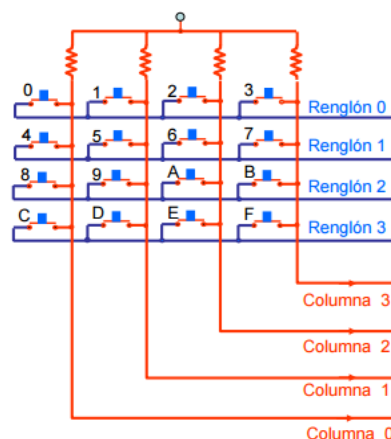 0 1 2 3 Renglón 0
4 5 6 7 Renglón 1
8 9 A B Renglón 2
C D E F Renglón 3
Columna 3
Columna 2
Columna 1
Columna 0